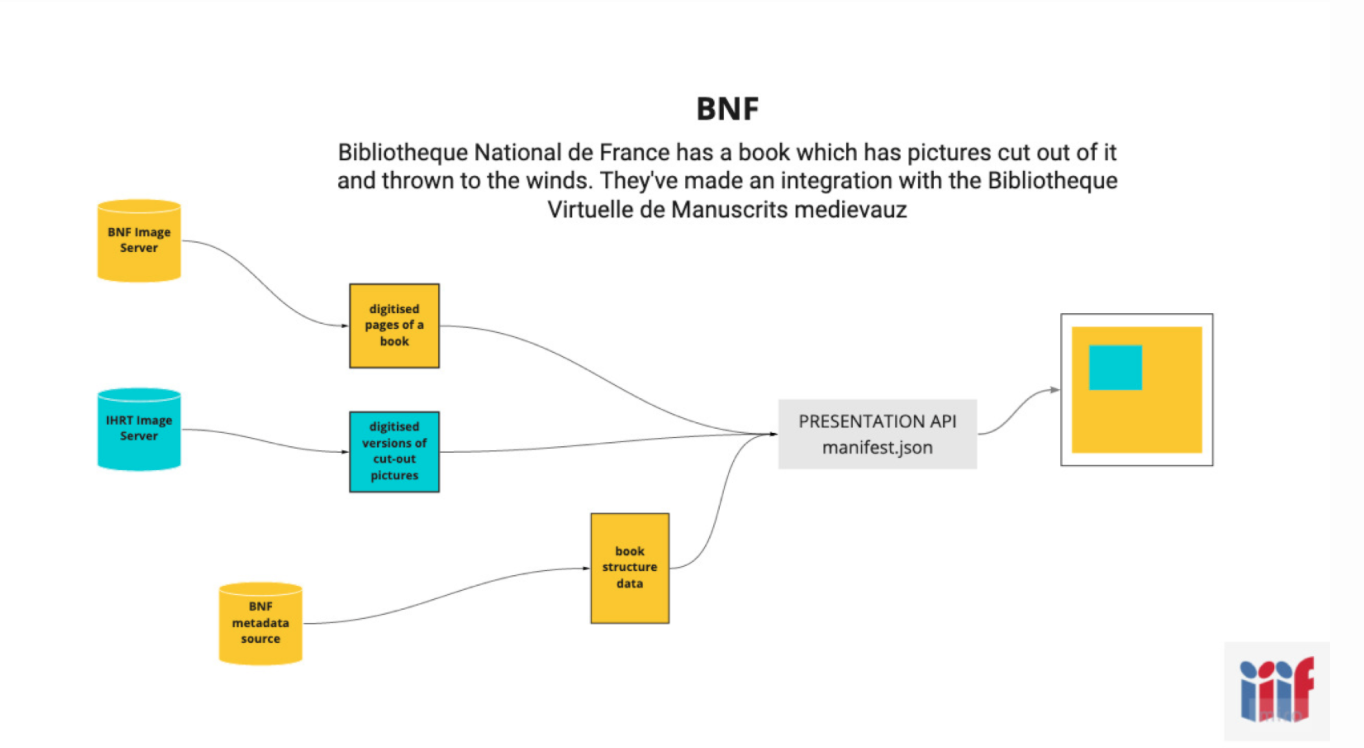 BNF
Bibliotheque National de France has a book which has pictures cut out of it
and thrown to the winds. They've made an integration with the Bibliotheque
Virtuelle de Manuscrits medievauz
BNF Image
Server
digitised
pages of a
book
IHRT Image
Server
digitised
versions of
cut-out
pictures
PRESENTATION API
manifest.json
book
structure
data
BNF
metadata
source
iiif